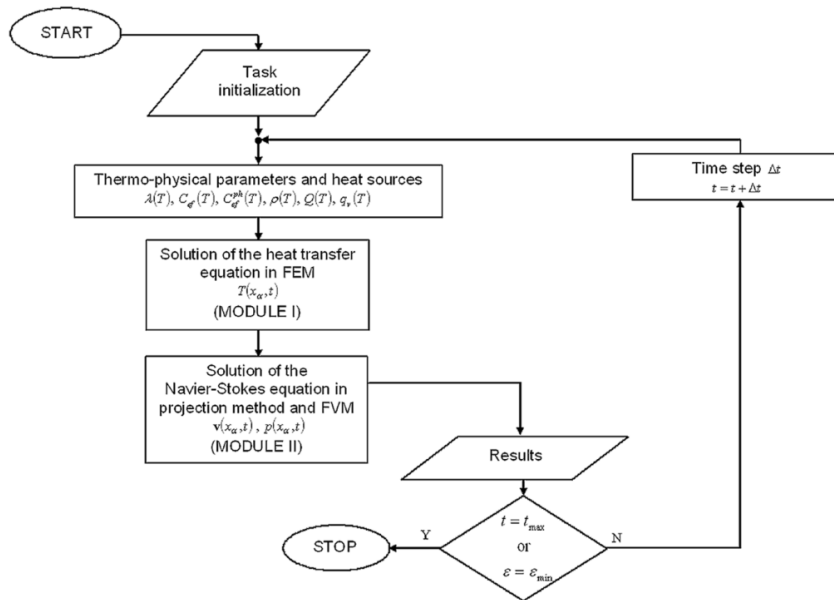 START
Task
initialization
Thermo-physical parameters and heat sources
λ(T), C_ef(T), C_ef^ph(T), ρ(T), Q(T), q_v(T)
Solution of the heat transfer
equation in FEM
T(x_α,t)
(MODULE I)
Solution of the
Navier-Stokes equation in
projection method and FVM
v(x_α,t), p(x_α,t)
(MODULE II)
Results
t = t_max
or
ε = ε_min
Y
STOP
N
Time step Δt
t = t + Δt